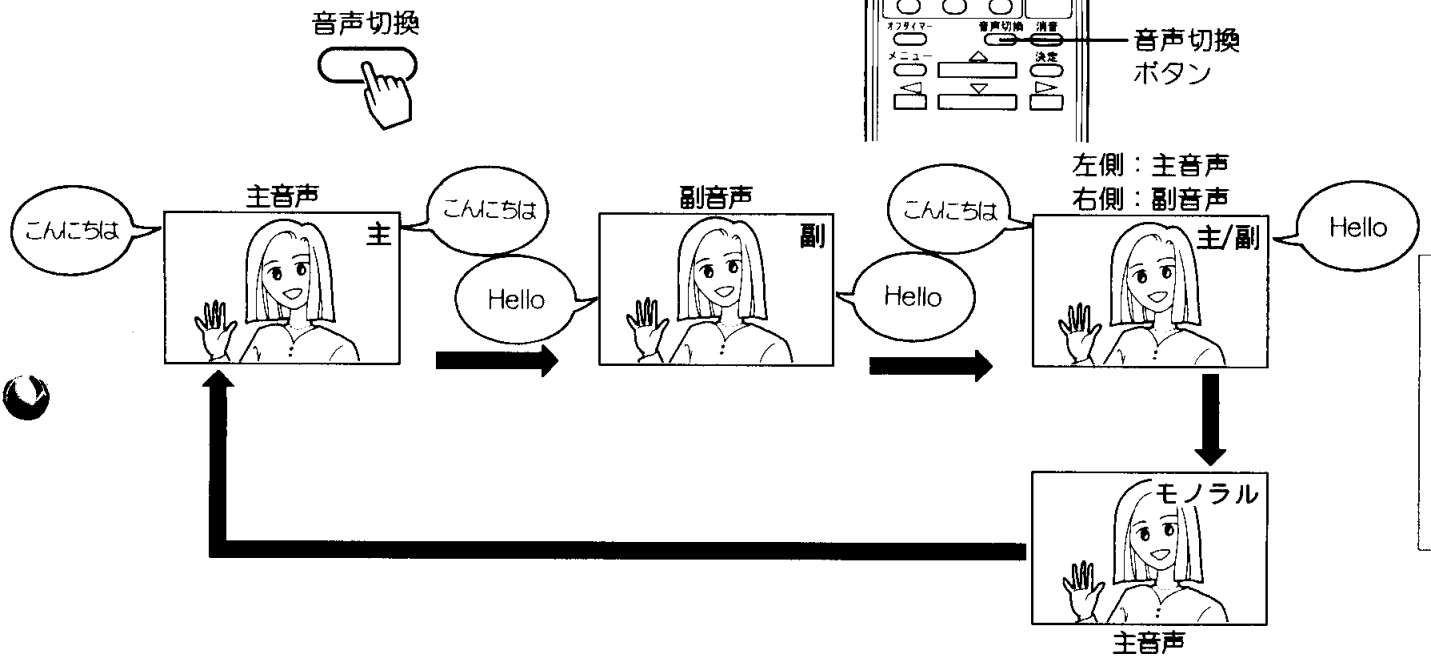 音声切換
オフタイマー
音声切換
消音
メニュー
決定
音声切換
ボタン
主音声
こんにちは
主
こんにちは
副音声
Hello
副
Hello
左側：主音声
右側：副音声
こんにちは
主/副
Hello
モノラル
主音声